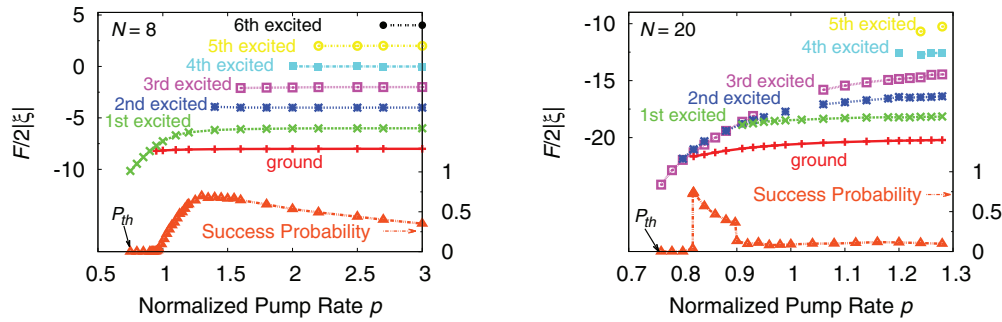 N = 8
6th excited
5th excited
4th excited
3rd excited
2nd excited
1st excited
ground
Success Probability
P_th
F/2|ξ|
5
0
-5
-10
1
0.5
0
0.5 1 1.5 2 2.5 3
Normalized Pump Rate p
N = 20
5th excited
4th excited
3rd excited
2nd excited
1st excited
ground
Success Probability
P_th
F/2|ξ|
-10
-15
-20
1
0.5
0
0.7 0.8 0.9 1 1.1 1.2 1.3
Normalized Pump Rate p